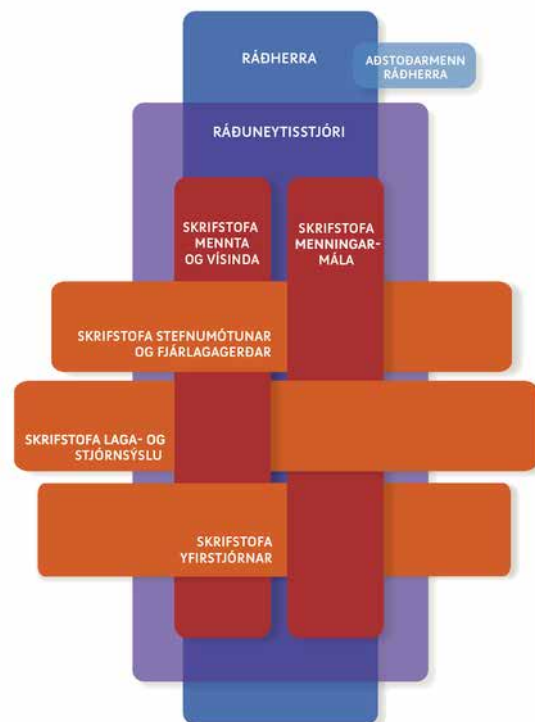 RÁÐHERRA
AÐSTOÐARMENN
RÁÐHERRA
RÁÐUNEYTISSTJÓRI
SKRIFSTOFA
MENNTA
OG VÍSINDA
SKRIFSTOFA
MENNINGAR-
MÁLA
SKRIFSTOFA STEFNUMÓTUNAR
OG FJÁRLAGAGERÐAR
SKRIFSTOFA LAGA- OG
STJÓRNSÝSLU
SKRIFSTOFA
YFIRSTJÓRNAR